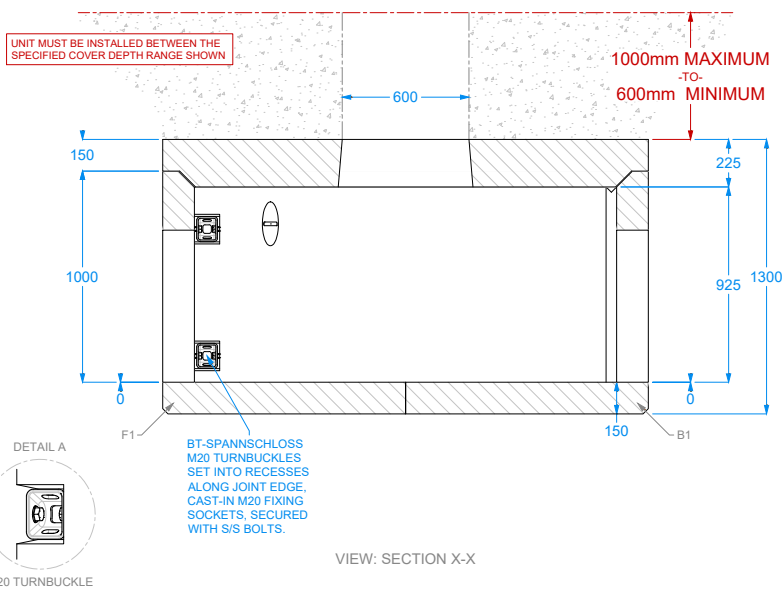 UNIT MUST BE INSTALLED BETWEEN THE
SPECIFIED COVER DEPTH RANGE SHOWN
1000mm MAXIMUM
-TO-
600mm MINIMUM
600
150
225
1000
925
1300
0
0
150
F1
B1
DETAIL A
BT-SPANNSCHLOSS
M20 TURNBUCKLES
SET INTO RECESSES
ALONG JOINT EDGE,
CAST-IN M20 FIXING
SOCKETS, SECURED
WITH S/S BOLTS.
VIEW: SECTION X-X
20 TURNBUCKLE